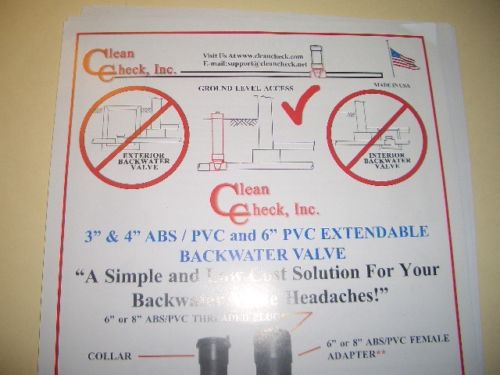 Clean Check, Inc.
Visit Us At www.cleancheck.com
E-mail:support@cleancheck.net
MADE IN USA
GROUND LEVEL ACCESS
EXTERIOR
BACKWATER
VALVE
INTERIOR
BACKWATER
VALVE
Clean Check, Inc.
3” & 4” ABS / PVC and 6” PVC EXTENDABLE
BACKWATER VALVE
“A Simple and Low Cost Solution For Your
Backwater Valve Headaches!”
6” or 8” ABS/PVC THREADED PLUG
COLLAR
6” or 8” ABS/PVC FEMALE
ADAPTER**